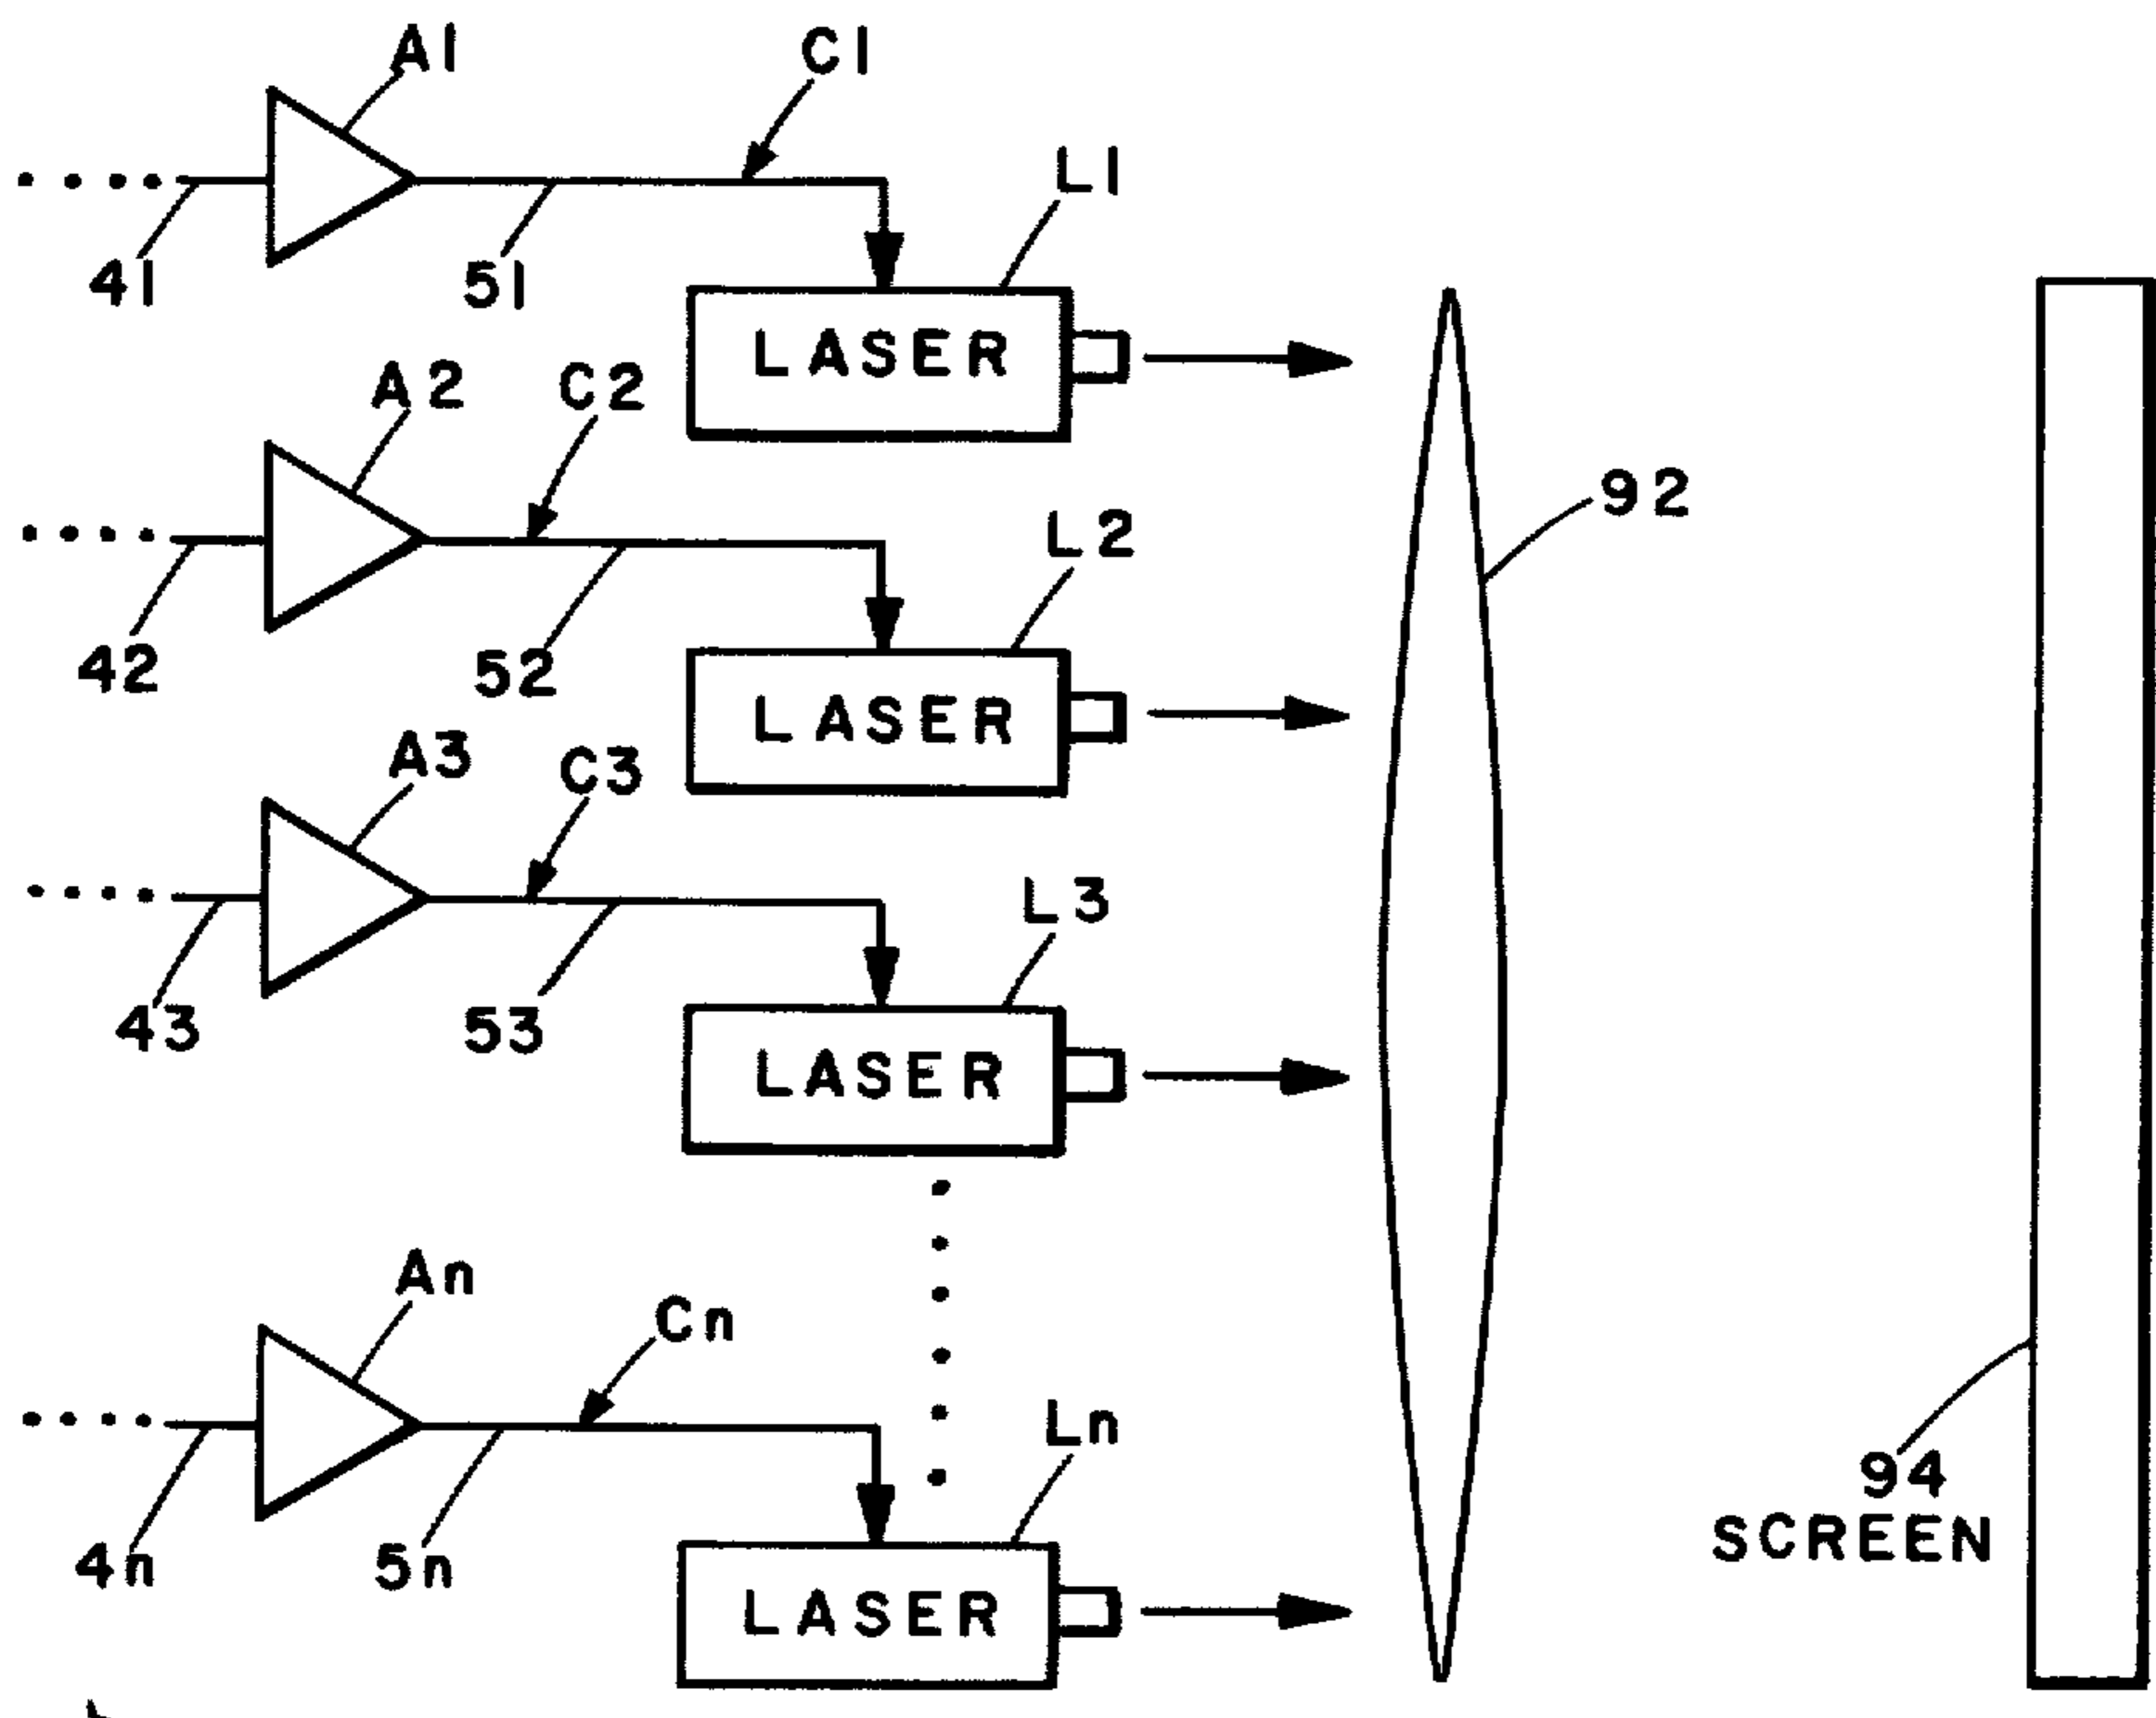 A1
C1
L1
41
51
LASER
A2
C2
92
L2
42
52
LASER
A3
C3
L3
43
53
LASER
An
Cn
Ln
94
SCREEN
4n
5n
LASER